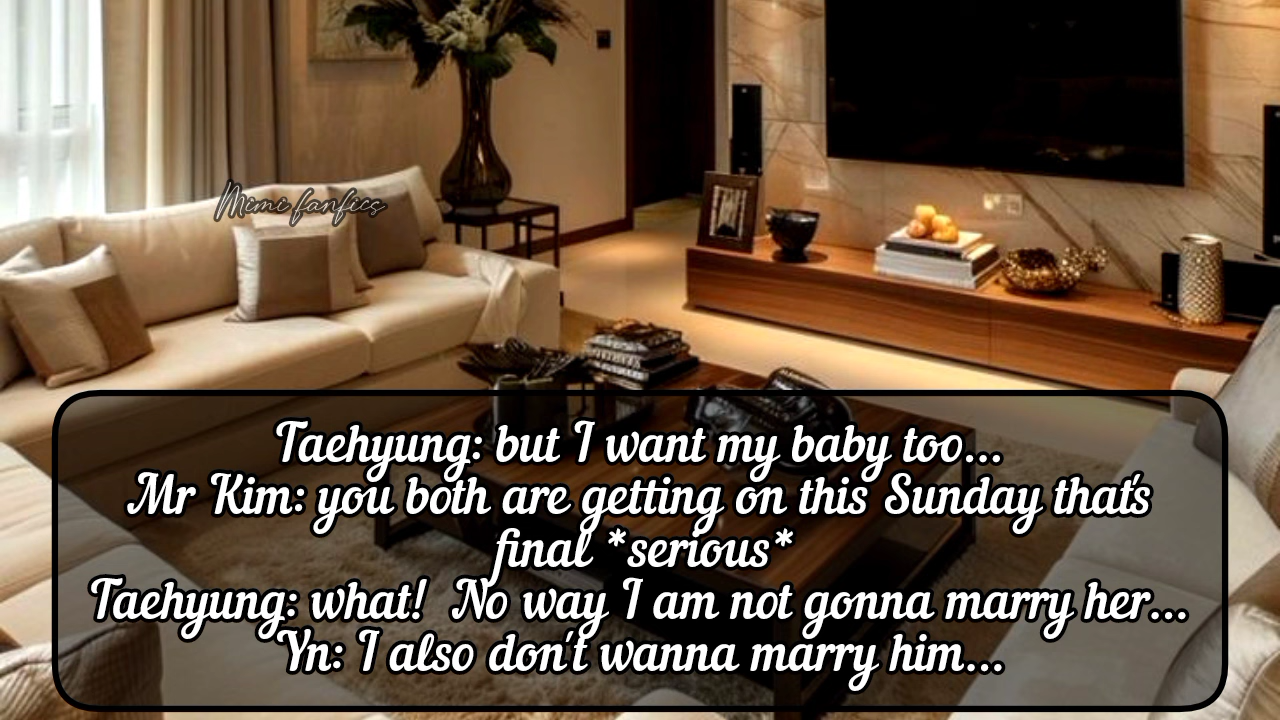 Mimi fanfics
Taehyung: but I want my baby too...
Mr Kim: you both are getting on this Sunday that's
final *serious*
Taehyung: what!  No way I am not gonna marry her...
Yn: I also don't wanna marry him...